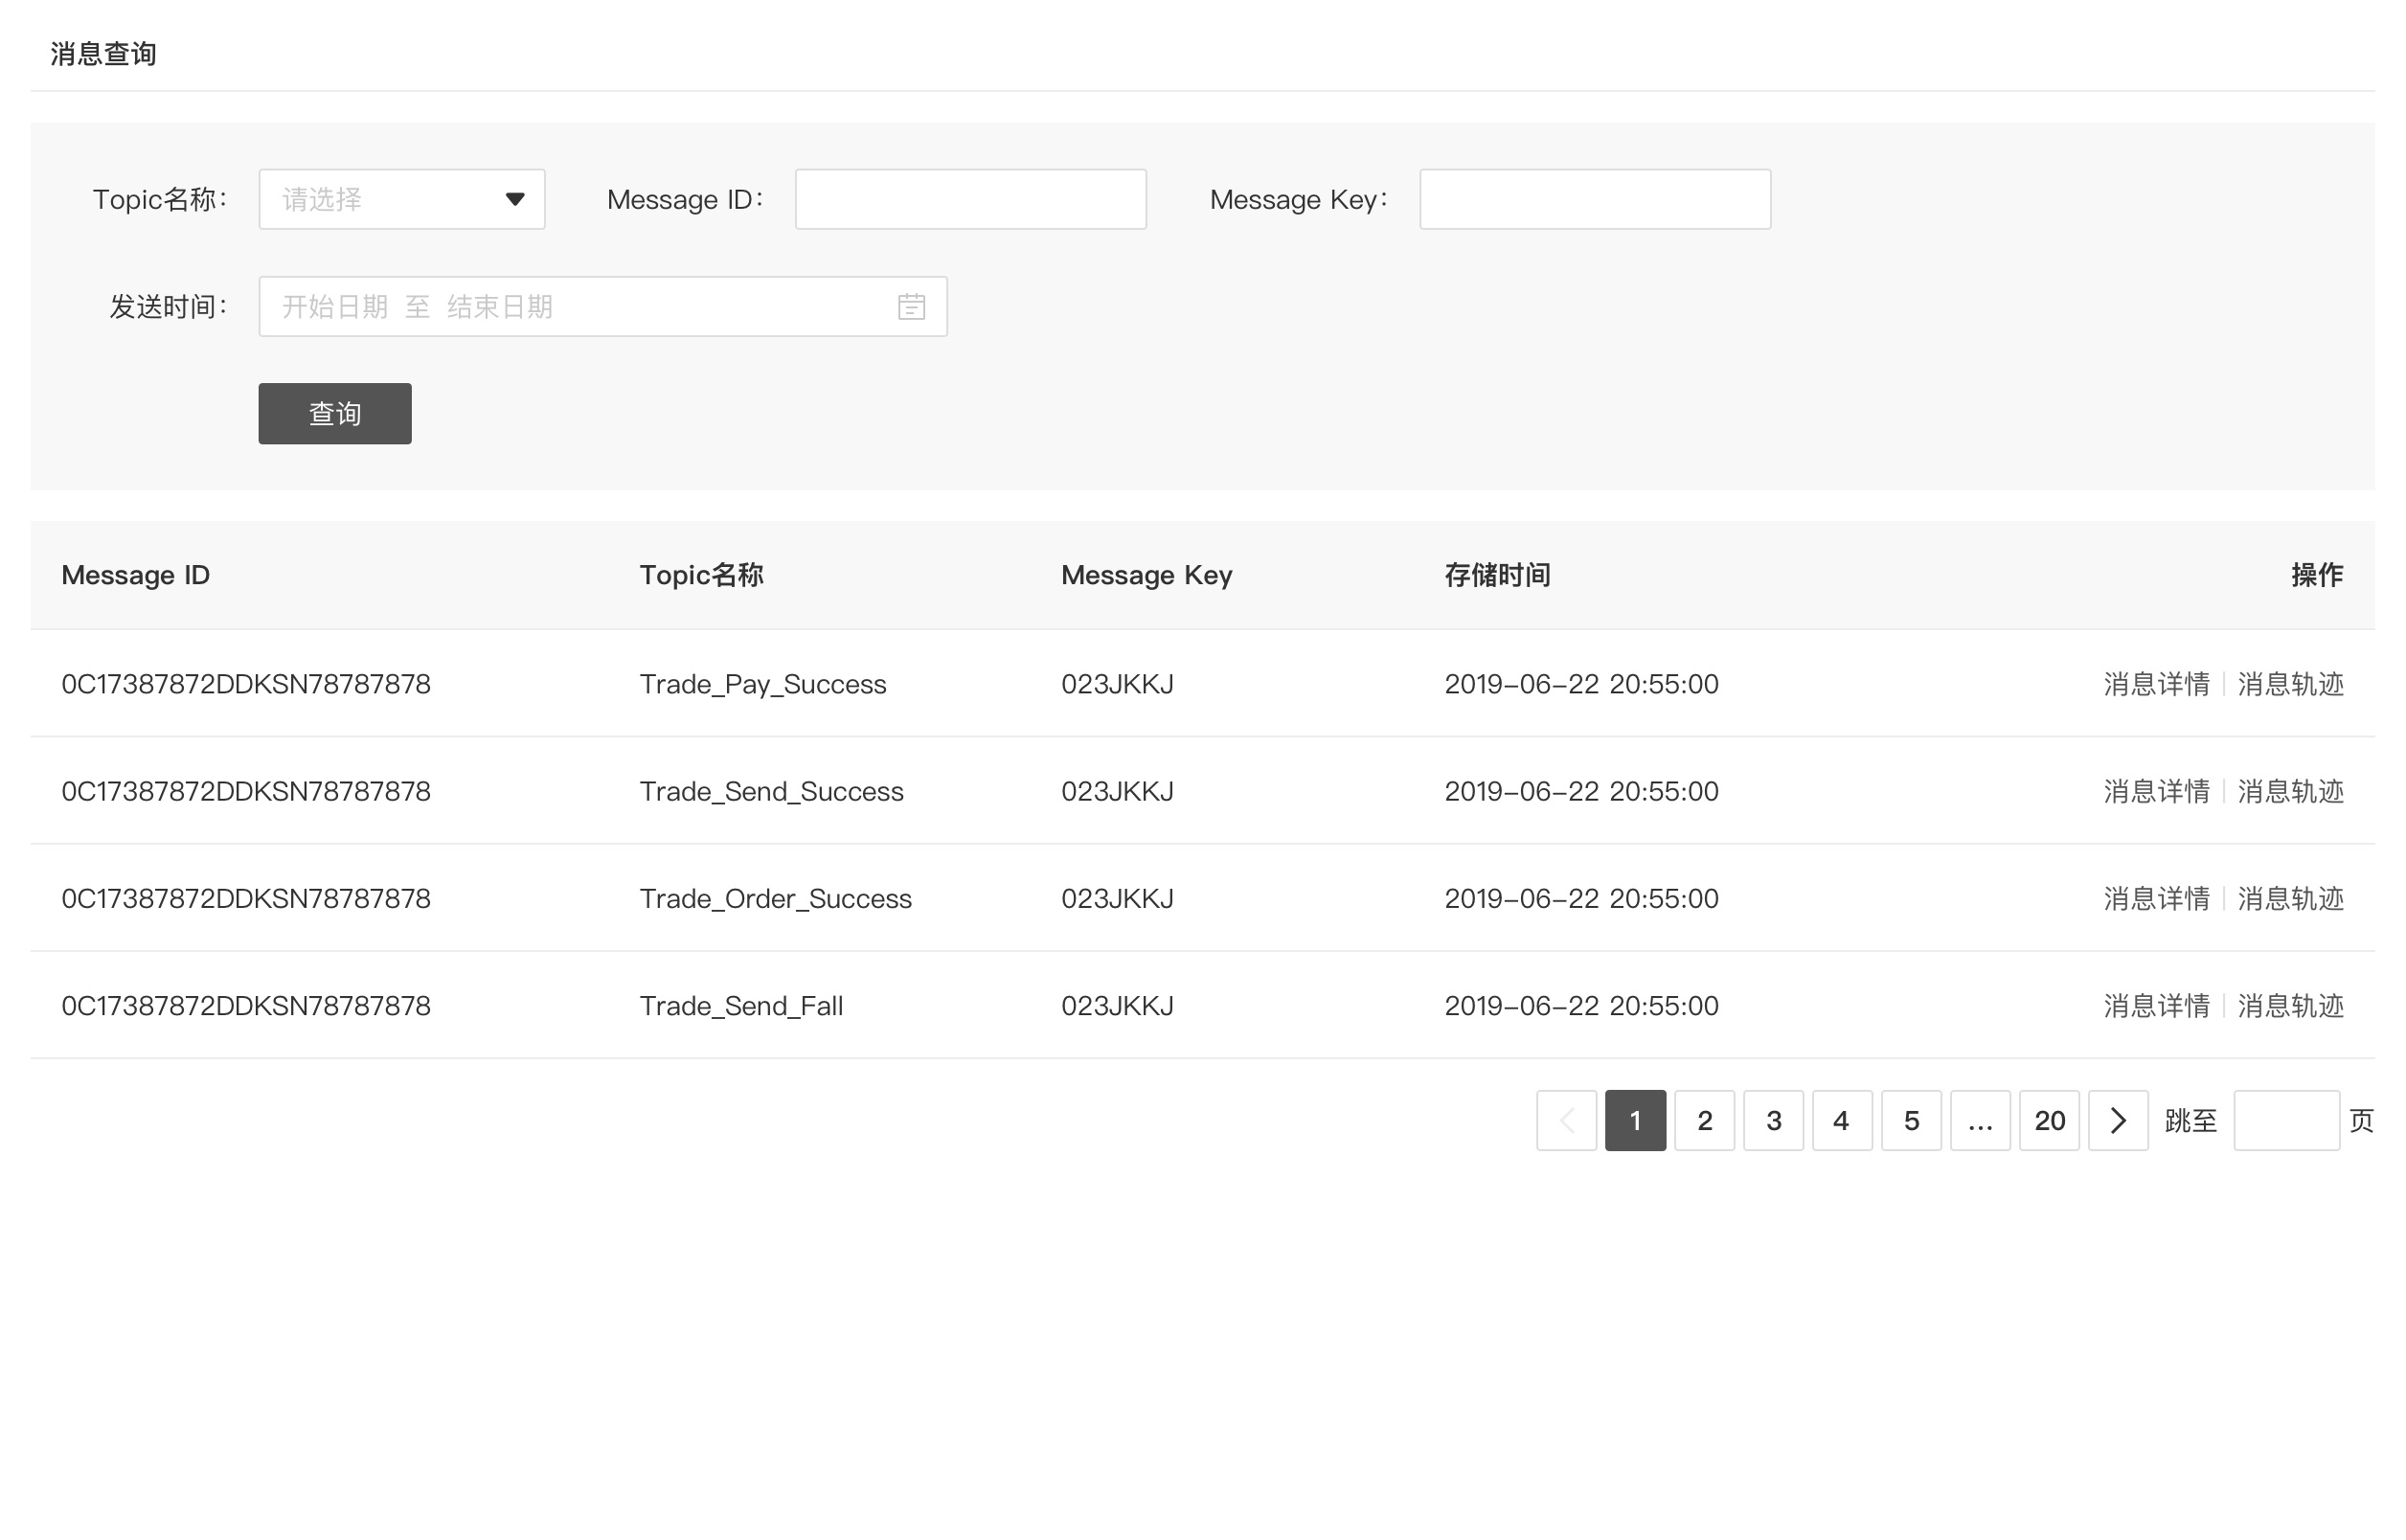 消息查询
Topic名称： 请选择 Message ID： Message Key：
发送时间： 开始日期 至 结束日期
查询
Message ID Topic名称 Message Key 存储时间 操作
0C17387872DDKSN78787878 Trade_Pay_Success 023JKKJ 2019-06-22 20:55:00 消息详情 消息轨迹
0C17387872DDKSN78787878 Trade_Send_Success 023JKKJ 2019-06-22 20:55:00 消息详情 消息轨迹
0C17387872DDKSN78787878 Trade_Order_Success 023JKKJ 2019-06-22 20:55:00 消息详情 消息轨迹
0C17387872DDKSN78787878 Trade_Send_Fall 023JKKJ 2019-06-22 20:55:00 消息详情 消息轨迹
1 2 3 4 5 ... 20 跳至 页